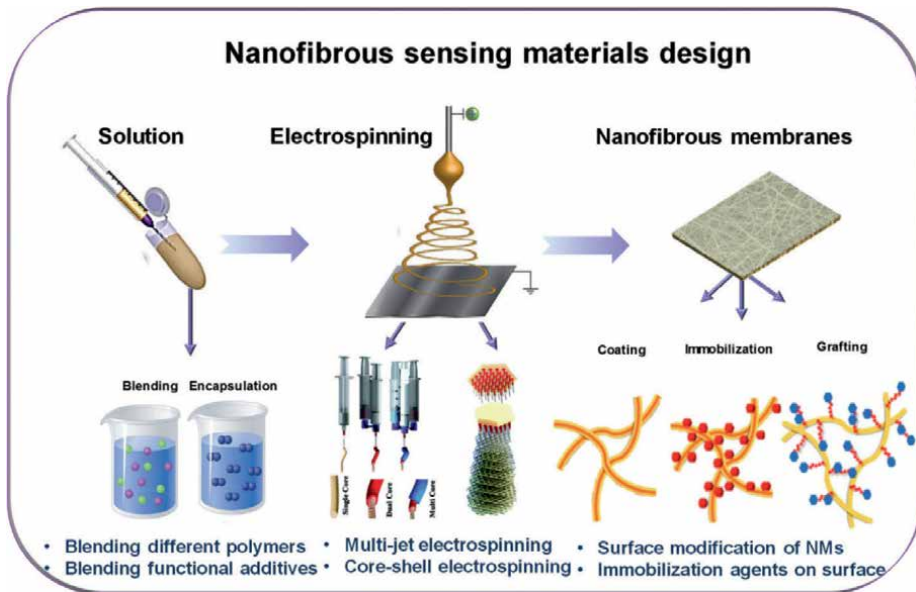 Nanofibrous sensing materials design
Solution
Electrospinning
Nanofibrous membranes
Blending Encapsulation
Single Core
Dual Core
Multi Core
Coating
Immobilization
Grafting
• Blending different polymers
• Blending functional additives
• Multi-jet electrospinning
• Core-shell electrospinning
• Surface modification of NMs
• Immobilization agents on surface